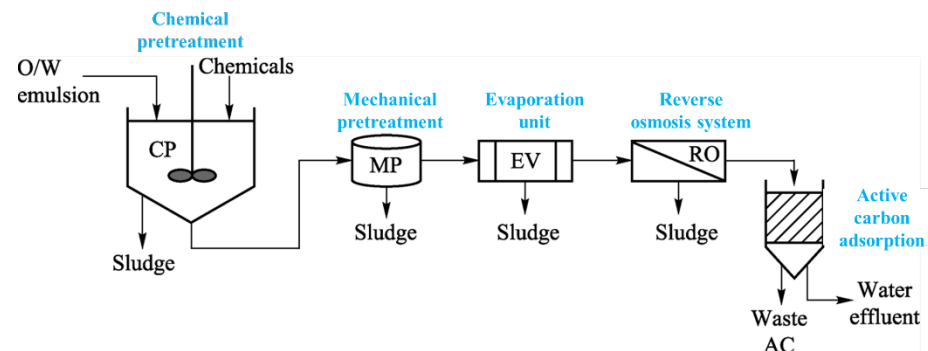 Chemical
pretreatment
O/W
emulsion
Chemicals
CP
Sludge
Mechanical
pretreatment
MP
Sludge
Evaporation
unit
EV
Sludge
Reverse
osmosis system
RO
Sludge
Active
carbon
adsorption
Waste
AC
Water
effluent